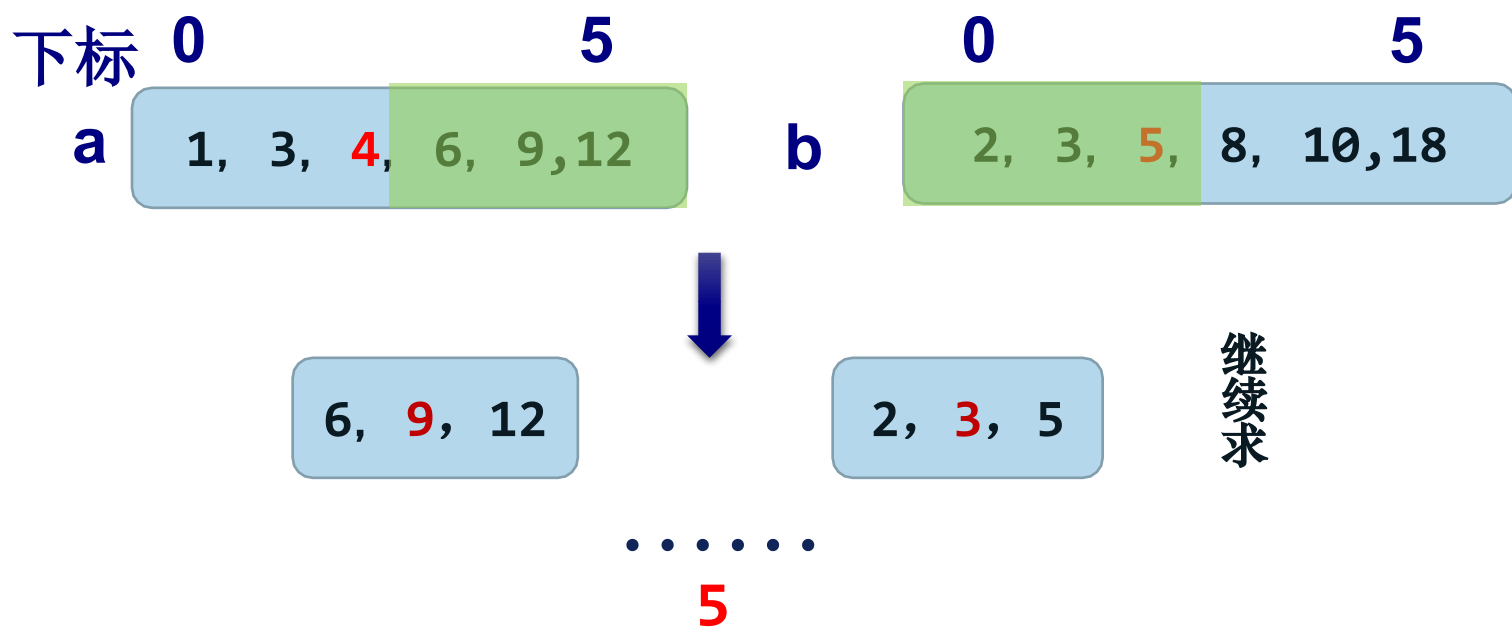 下标 0 5 0 5
a 1, 3, 4, 6, 9,12 b 2, 3, 5, 8, 10,18
6, 9, 12 2, 3, 5 继续求
......
5